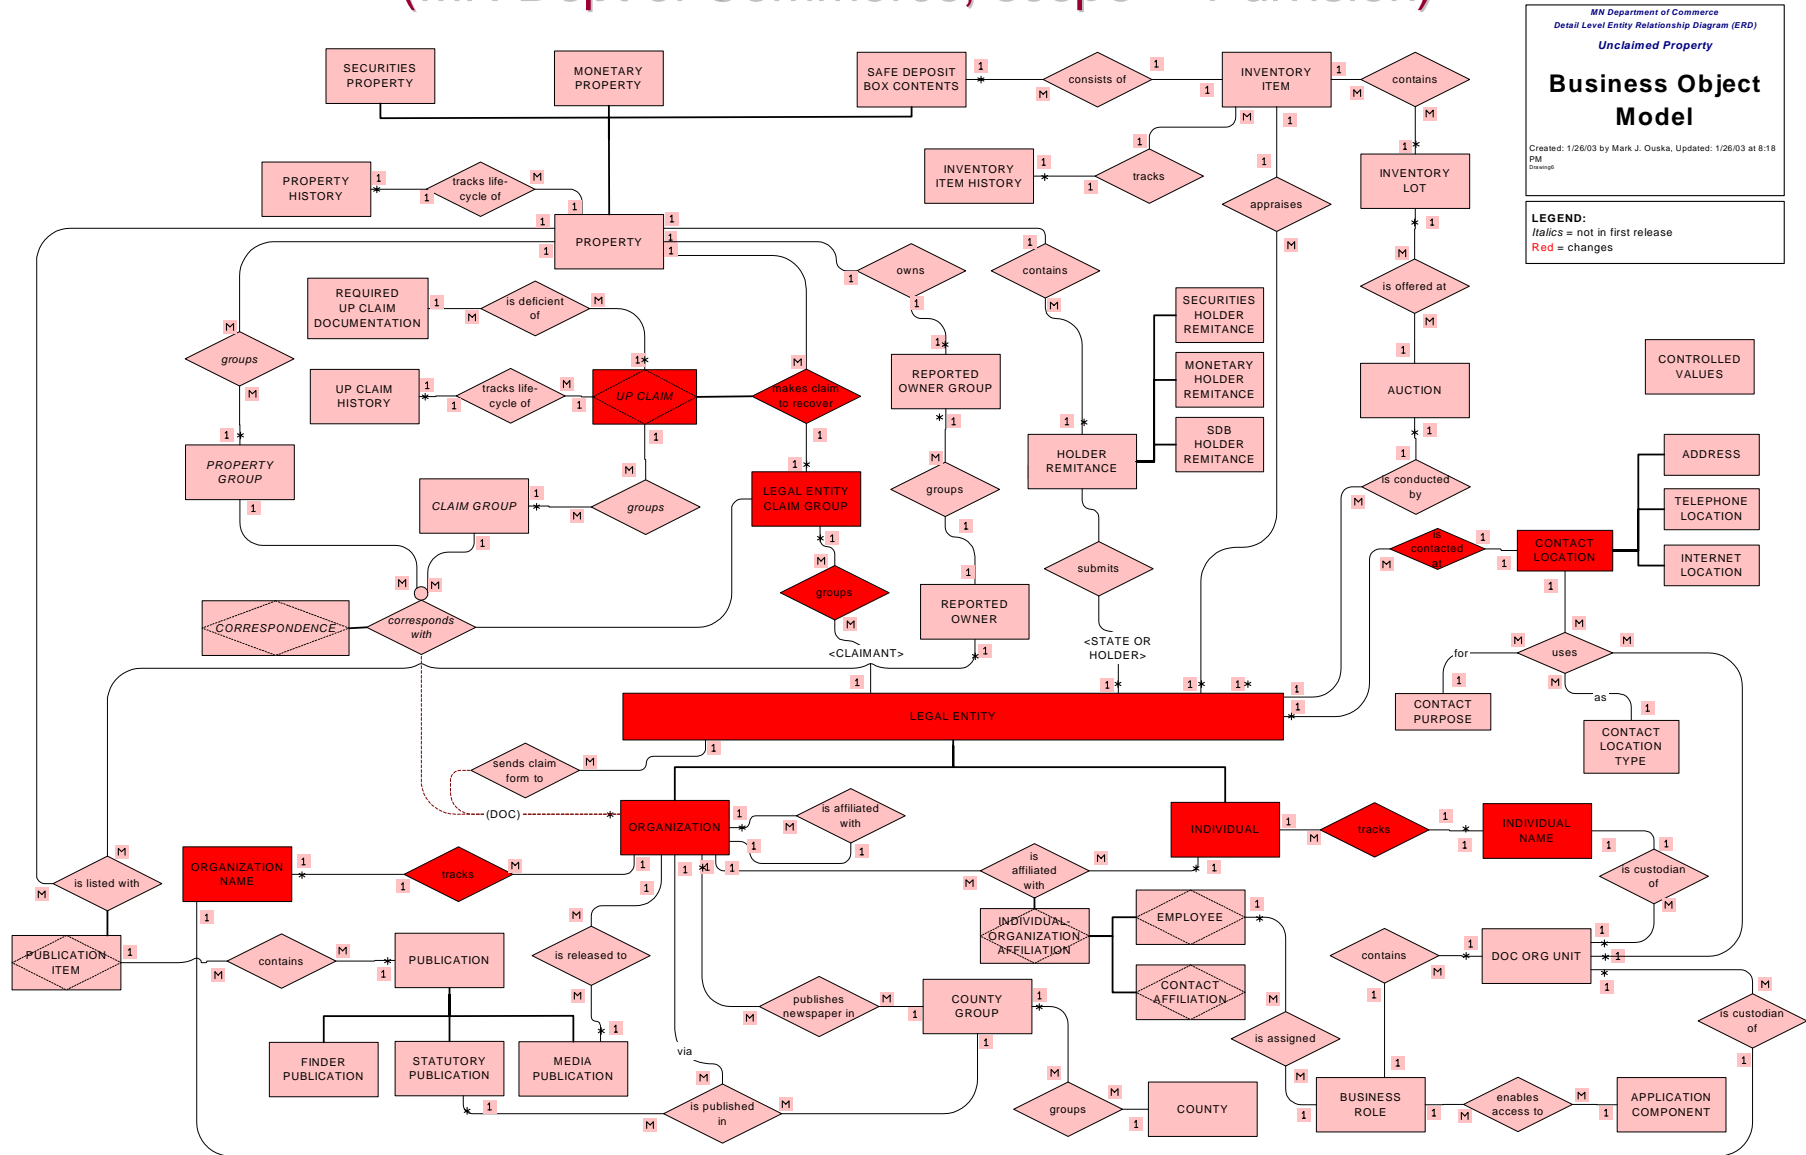 MN Department of Commerce
Detail Level Entity Relationship Diagram (ERD)
Unclaimed Property
Business Object
Model
Created: 1/26/03 by Mark J. Ouska, Updated: 1/26/03 at 8:18
PM
Drawing6
LEGEND:
Italics = not in first release
Red = changes
SECURITIES
PROPERTY
MONETARY
PROPERTY
SAFE DEPOSIT
BOX CONTENTS
consists of
INVENTORY
ITEM
contains
PROPERTY
HISTORY
tracks life-
cycle of
INVENTORY
ITEM HISTORY
tracks
INVENTORY
LOT
appraises
PROPERTY
owns
contains
is offered at
REQUIRED
UP CLAIM
DOCUMENTATION
is deficient
of
SECURITIES
HOLDER
REMITANCE
groups
REPORTED
OWNER GROUP
MONETARY
HOLDER
REMITANCE
CONTROLLED
VALUES
UP CLAIM
HISTORY
tracks life-
cycle of
UP CLAIM
makes claim
to recover
AUCTION
SDB
HOLDER
REMITANCE
HOLDER
REMITANCE
PROPERTY
GROUP
ADDRESS
CLAIM GROUP
groups
LEGAL ENTITY
CLAIM GROUP
groups
is conducted
by
TELEPHONE
LOCATION
is
contacted
at
CONTACT
LOCATION
INTERNET
LOCATION
submits
groups
REPORTED
OWNER
CORRESPONDENCE
corresponds
with
<CLAIMANT>
<STATE OR
HOLDER>
for
uses
as
CONTACT
PURPOSE
CONTACT
LOCATION
TYPE
LEGAL ENTITY
sends claim
form to
(DOC)
ORGANIZATION
is affiliated
with
INDIVIDUAL
tracks
INDIVIDUAL
NAME
is listed with
ORGANIZATION
NAME
tracks
is
affiliated
with
is custodian
of
INDIVIDUAL-
ORGANIZATION
AFFILIATION
EMPLOYEE
PUBLICATION
ITEM
contains
PUBLICATION
is released to
contains
DOC ORG UNIT
CONTACT
AFFILIATION
publishes
newspaper in
COUNTY
GROUP
is custodian
of
is assigned
via
FINDER
PUBLICATION
STATUTORY
PUBLICATION
MEDIA
PUBLICATION
is published
in
groups
COUNTY
BUSINESS
ROLE
enables
access to
APPLICATION
COMPONENT